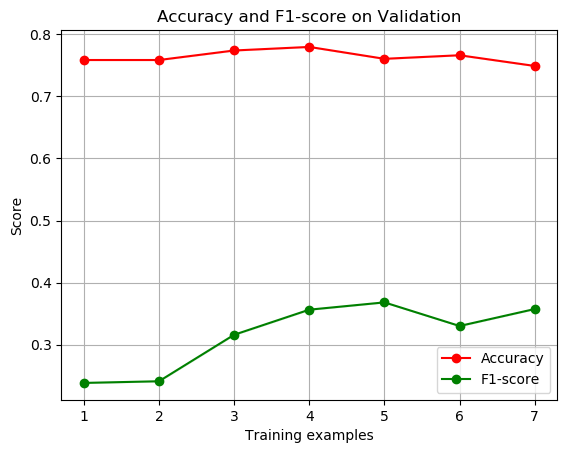 Accuracy and F1-score on Validation
0.8
0.7
0.6
0.5
0.4
0.3
Score
1 2 3 4 5 6 7
Training examples
Accuracy
F1-score